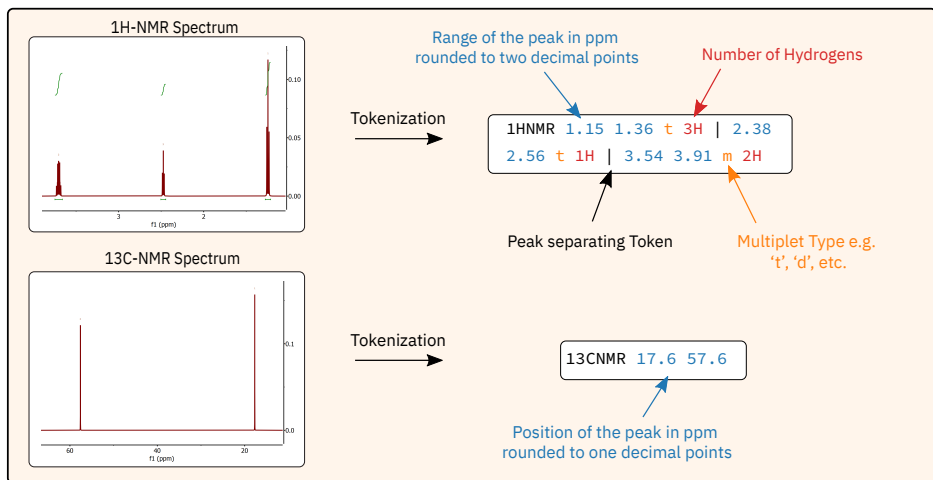 1H-NMR Spectrum
0.10
0.05
0.00
3
2
f1 (ppm)
Tokenization
Range of the peak in ppm
rounded to two decimal points
Number of Hydrogens
1HNMR 1.15 1.36 t 3H | 2.38
2.56 t 1H | 3.54 3.91 m 2H
Peak separating Token
Multiplet Type e.g.
‘t’, ‘d’, etc.
13C-NMR Spectrum
0.1
0.0
60
40
20
f1 (ppm)
Tokenization
13CNMR 17.6 57.6
Position of the peak in ppm
rounded to one decimal points